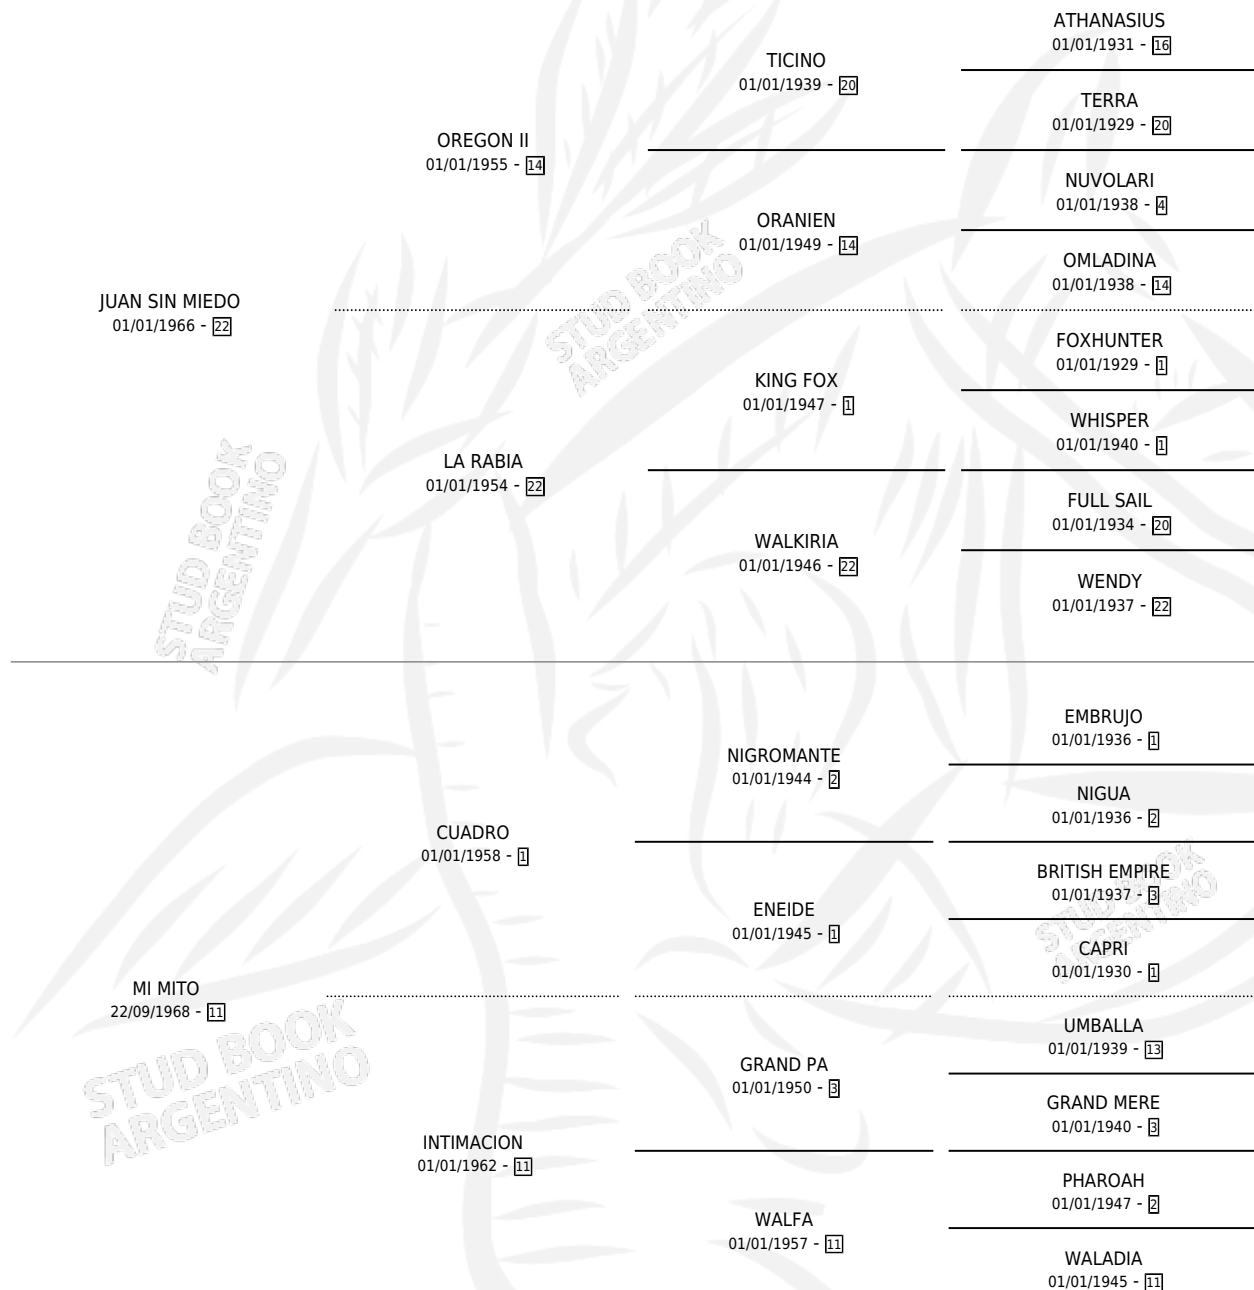 ATHANASIUS
01/01/1931 - 16
TICINO
01/01/1939 - 20
TERRA
01/01/1929 - 20
OREGON II
01/01/1955 - 14
NUVOLARI
01/01/1938 - 4
ORANIEN
01/01/1949 - 14
OMLADINA
01/01/1938 - 14
JUAN SIN MIEDO
01/01/1966 - 22
STUD BOOK
ARGENTINO
FOXHUNTER
01/01/1929 - 1
KING FOX
01/01/1947 - 1
WHISPER
01/01/1940 - 1
LA RABIA
01/01/1954 - 22
FULL SAIL
01/01/1934 - 20
WALKIRIA
01/01/1946 - 22
WENDY
01/01/1937 - 22
STUD BOOK
ARGENTINO
EMBRUJO
01/01/1936 - 1
NIGROMANTE
01/01/1944 - 2
NIGUA
01/01/1936 - 2
CUADRO
01/01/1958 - 1
BRITISH EMPIRE
01/01/1937 - 3
ENEIDE
01/01/1945 - 1
STUD BOOK
ARGENTINO
CAPRI
01/01/1930 - 1
MI MITO
22/09/1968 - 11
STUD BOOK
ARGENTINO
UMBALLA
01/01/1939 - 13
GRAND PA
01/01/1950 - 3
GRAND MERE
01/01/1940 - 3
INTIMACION
01/01/1962 - 11
PHAROAH
01/01/1947 - 2
WALFA
01/01/1957 - 11
WALADIA
01/01/1945 - 11